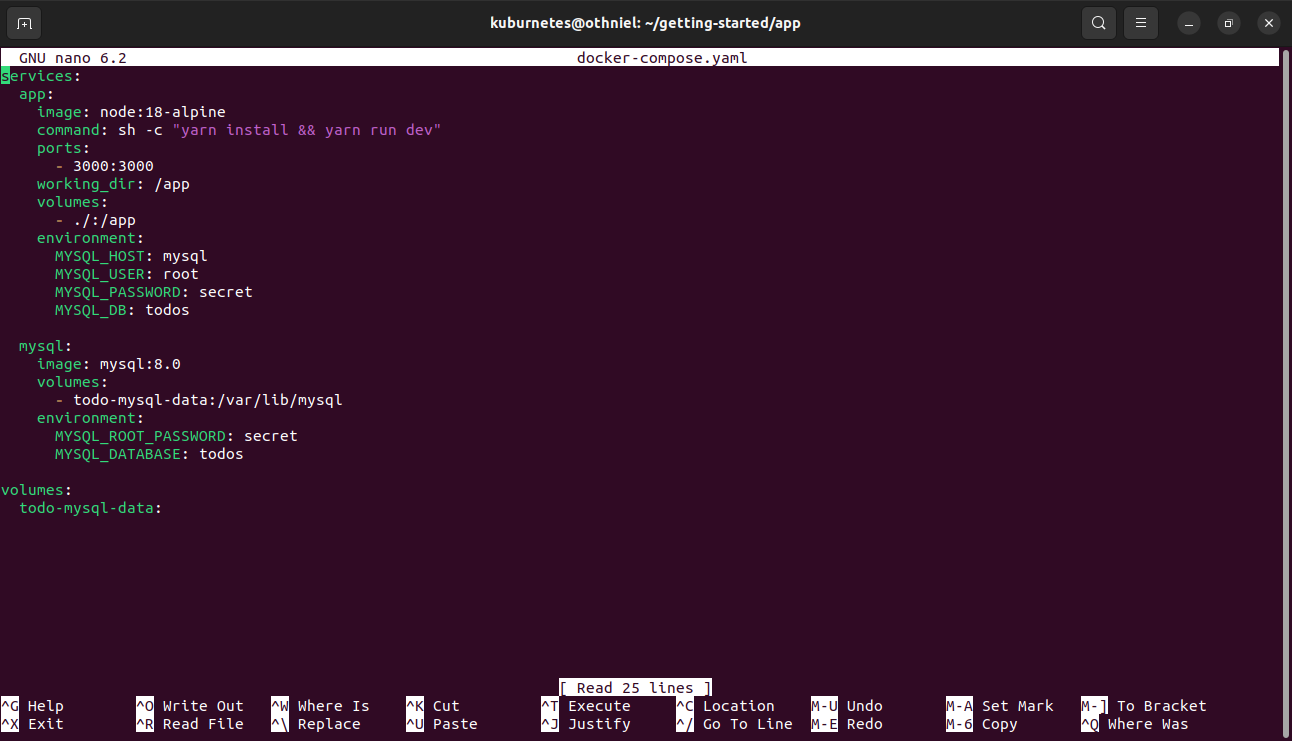 kuburnetes@othniel: ~/getting-started/app
GNU nano 6.2 docker-compose.yaml
services:
  app:
    image: node:18-alpine
    command: sh -c "yarn install && yarn run dev"
    ports:
      - 3000:3000
    working_dir: /app
    volumes:
      - ./:/app
    environment:
      MYSQL_HOST: mysql
      MYSQL_USER: root
      MYSQL_PASSWORD: secret
      MYSQL_DB: todos

  mysql:
    image: mysql:8.0
    volumes:
      - todo-mysql-data:/var/lib/mysql
    environment:
      MYSQL_ROOT_PASSWORD: secret
      MYSQL_DATABASE: todos

volumes:
  todo-mysql-data:
[ Read 25 lines ]
^G Help ^O Write Out ^W Where Is ^K Cut ^T Execute ^C Location M-U Undo M-A Set Mark M-] To Bracket
^X Exit ^R Read File ^\ Replace ^U Paste ^J Justify ^/ Go To Line M-E Redo M-6 Copy ^Q Where Was